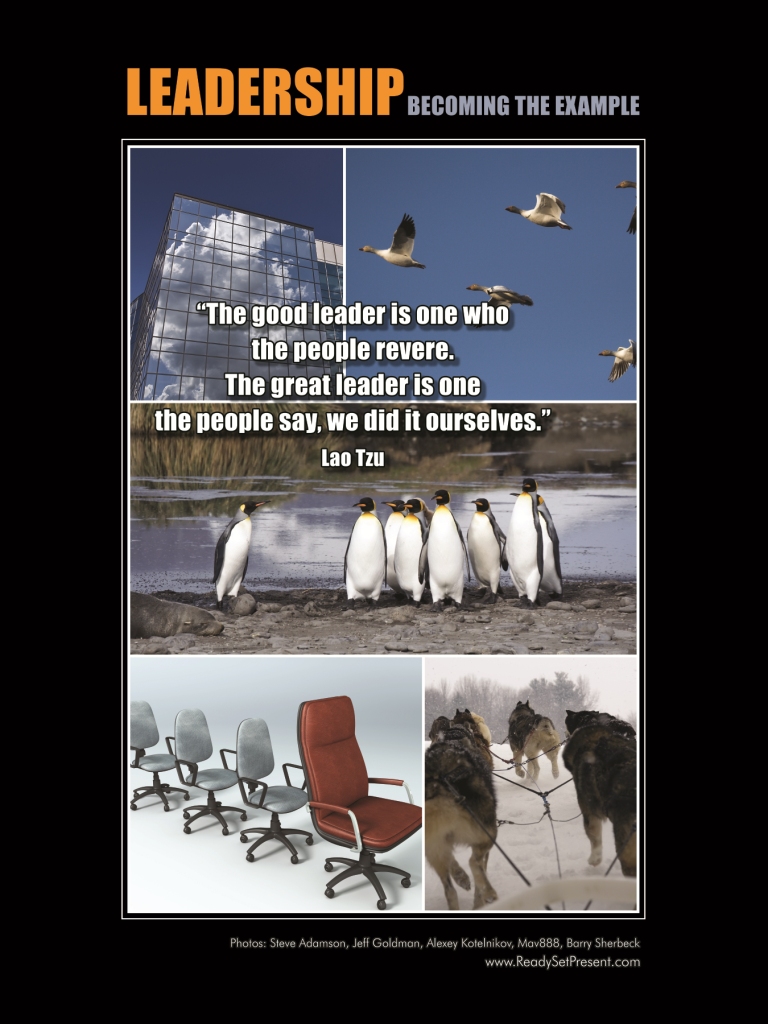 LEADERSHIP BECOMING THE EXAMPLE
“The good leader is one who
the people revere.
The great leader is one
the people say, we did it ourselves.”
Lao Tzu
Photos: Steve Adamson, Jeff Goldman, Alexey Kotelnikov, Mav888, Barry Sherbeck
www.ReadySetPresent.com